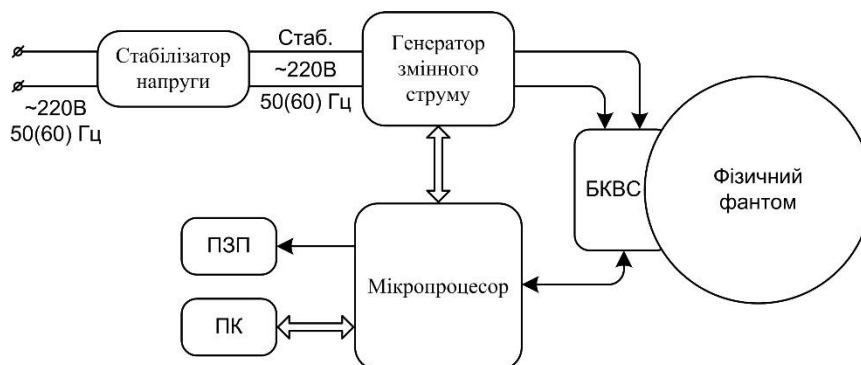 Стабілізатор
напруги
~220В
50(60) Гц
Стаб.
~220В
50(60) Гц
Генератор
змінного
струму
БКВС
Фізичний
фантом
ПЗП
ПК
Мікропроцесор